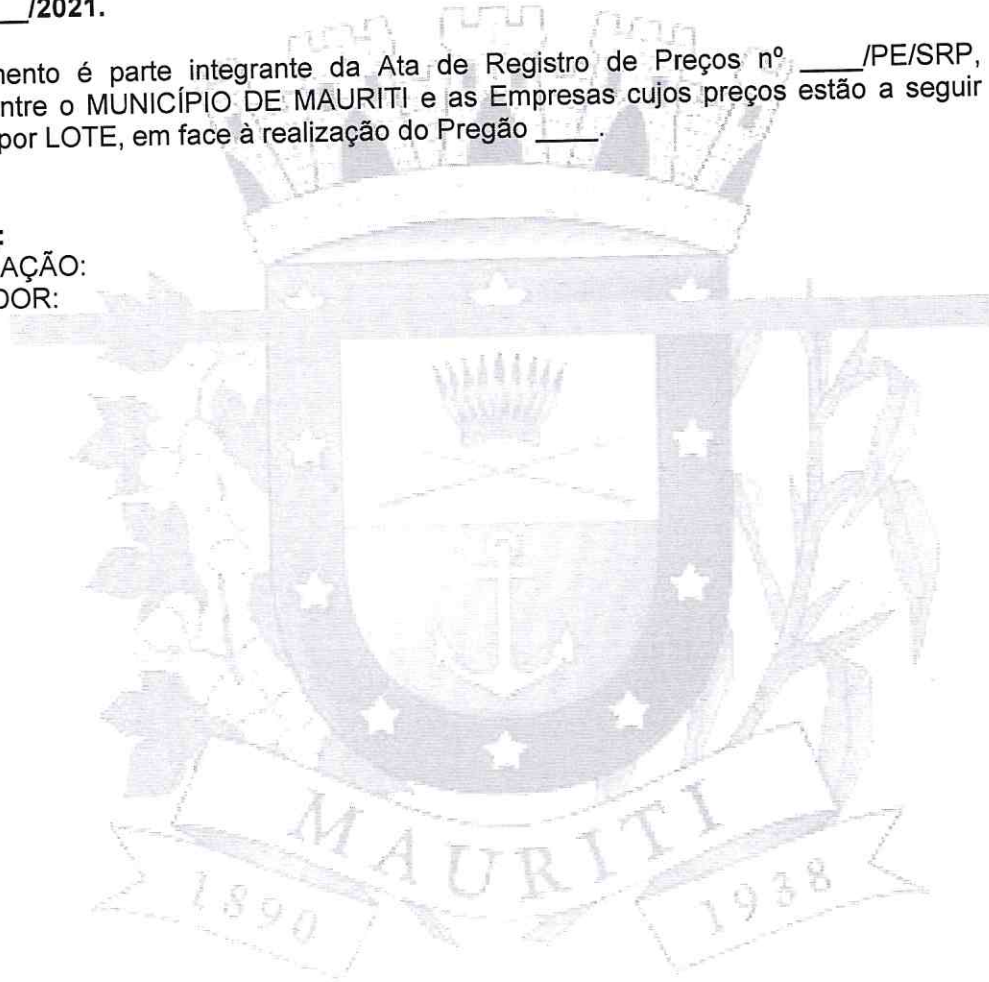 __/2021.
mento é parte integrante da Ata de Registro de Preços nº ____/PE/SRP,
ntre o MUNICÍPIO DE MAURITI e as Empresas cujos preços estão a seguir
por LOTE, em face à realização do Pregão ____.
:
AÇÃO:
DOR:
MAURITI
1890
1938